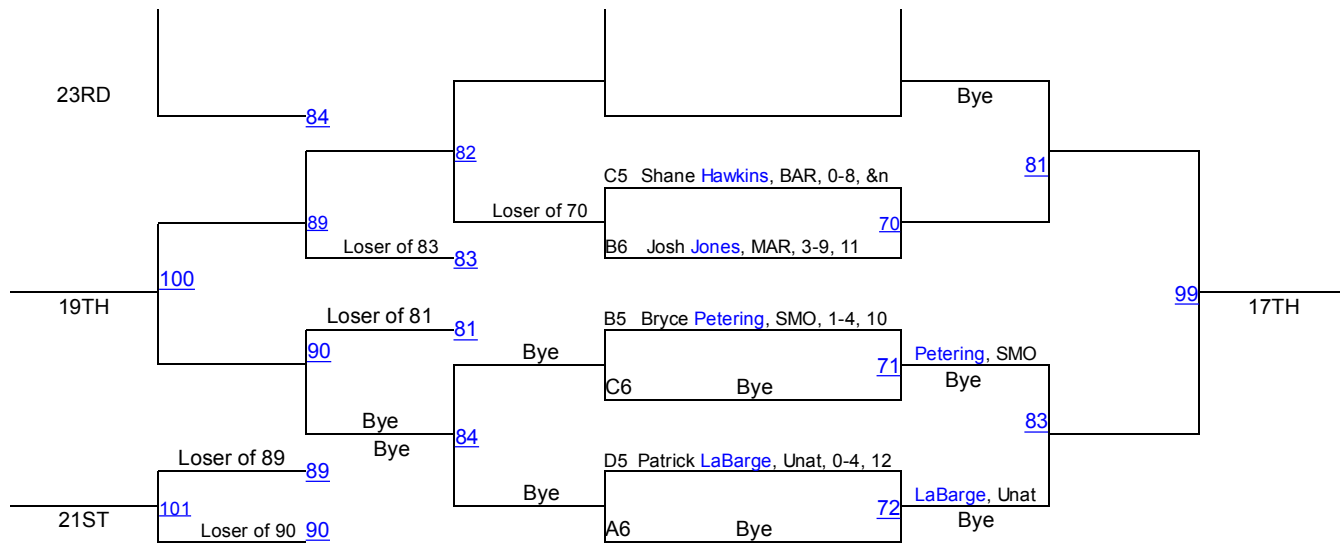 23RD
Bye
84
82
81
C5 Shane Hawkins, BAR, 0-8, &n
Loser of 70
70
89
B6 Josh Jones, MAR, 3-9, 11
Loser of 83
83
100
99
19TH
17TH
B5 Bryce Petering, SMO, 1-4, 10
Loser of 81
81
90
Bye
Petering, SMO
71
Bye
C6 Bye
Bye
83
84
Bye
Loser of 89
89
D5 Patrick LaBarge, Unat, 0-4, 12
Bye
LaBarge, Unat
101
72
21ST
Bye
Loser of 90
90
A6 Bye